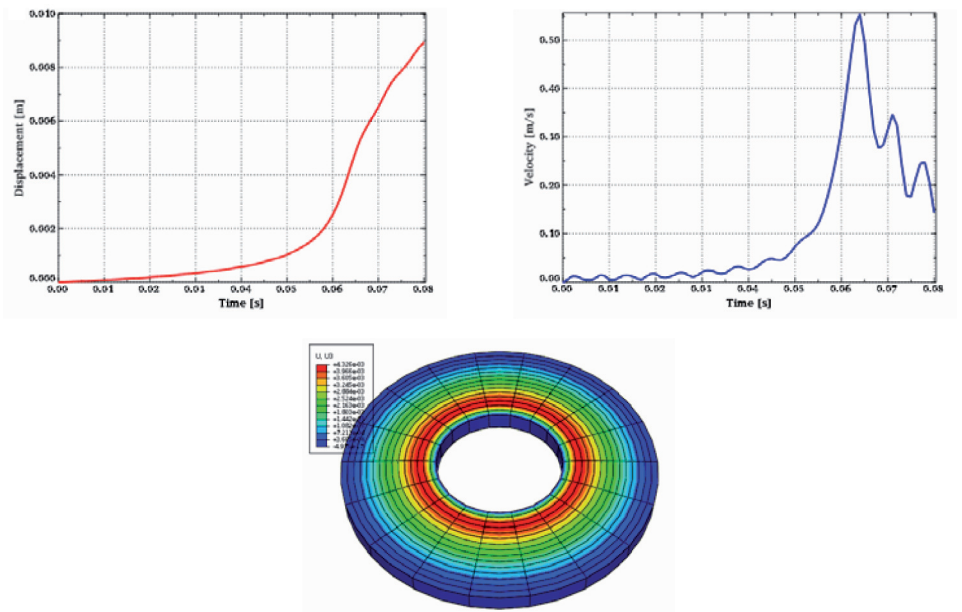 0.010
0.008
0.006
0.004
0.002
0.000
Displacement [m]
0.00 0.01 0.02 0.03 0.04 0.05 0.06 0.07 0.08
Time [s]
0.50
0.40
0.30
0.20
0.10
0.00
Velocity [m/s]
0.00 0.01 0.02 0.03 0.04 0.05 0.06 0.07 0.08
Time [s]
U, U3
+4.326e-03
+3.966e-03
+3.605e-03
+3.245e-03
+2.884e-03
+2.524e-03
+2.163e-03
+1.803e-03
+1.442e-03